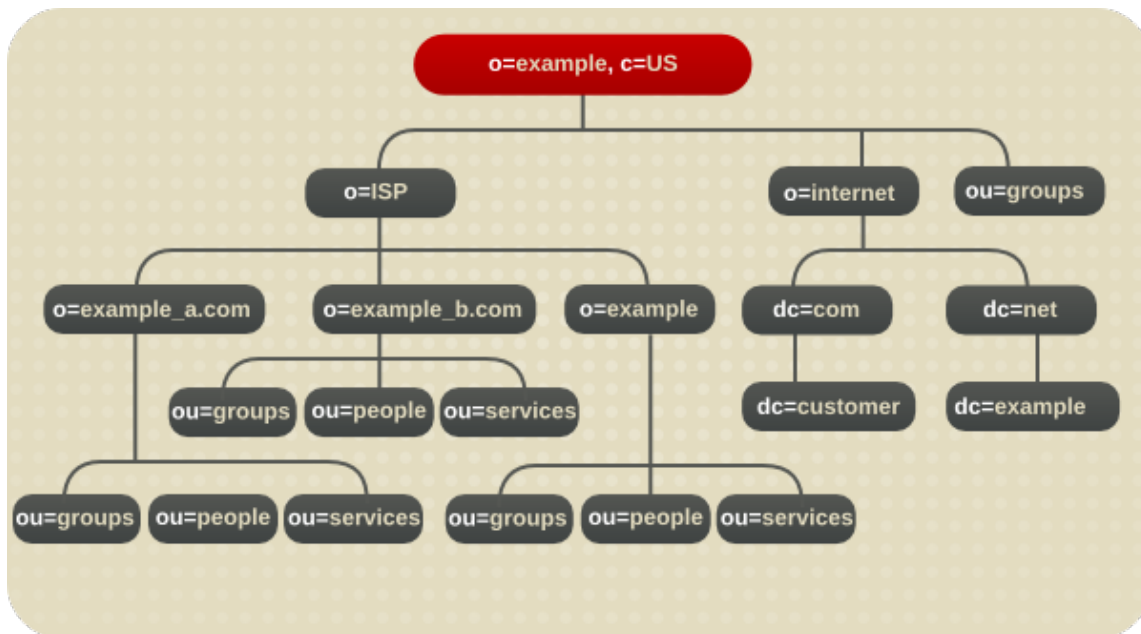 o=example, c=US
o=ISP
o=internet
ou=groups
o=example_a.com
o=example_b.com
o=example
dc=com
dc=net
ou=groups
ou=people
ou=services
dc=customer
dc=example
ou=groups
ou=people
ou=services
ou=groups
ou=people
ou=services